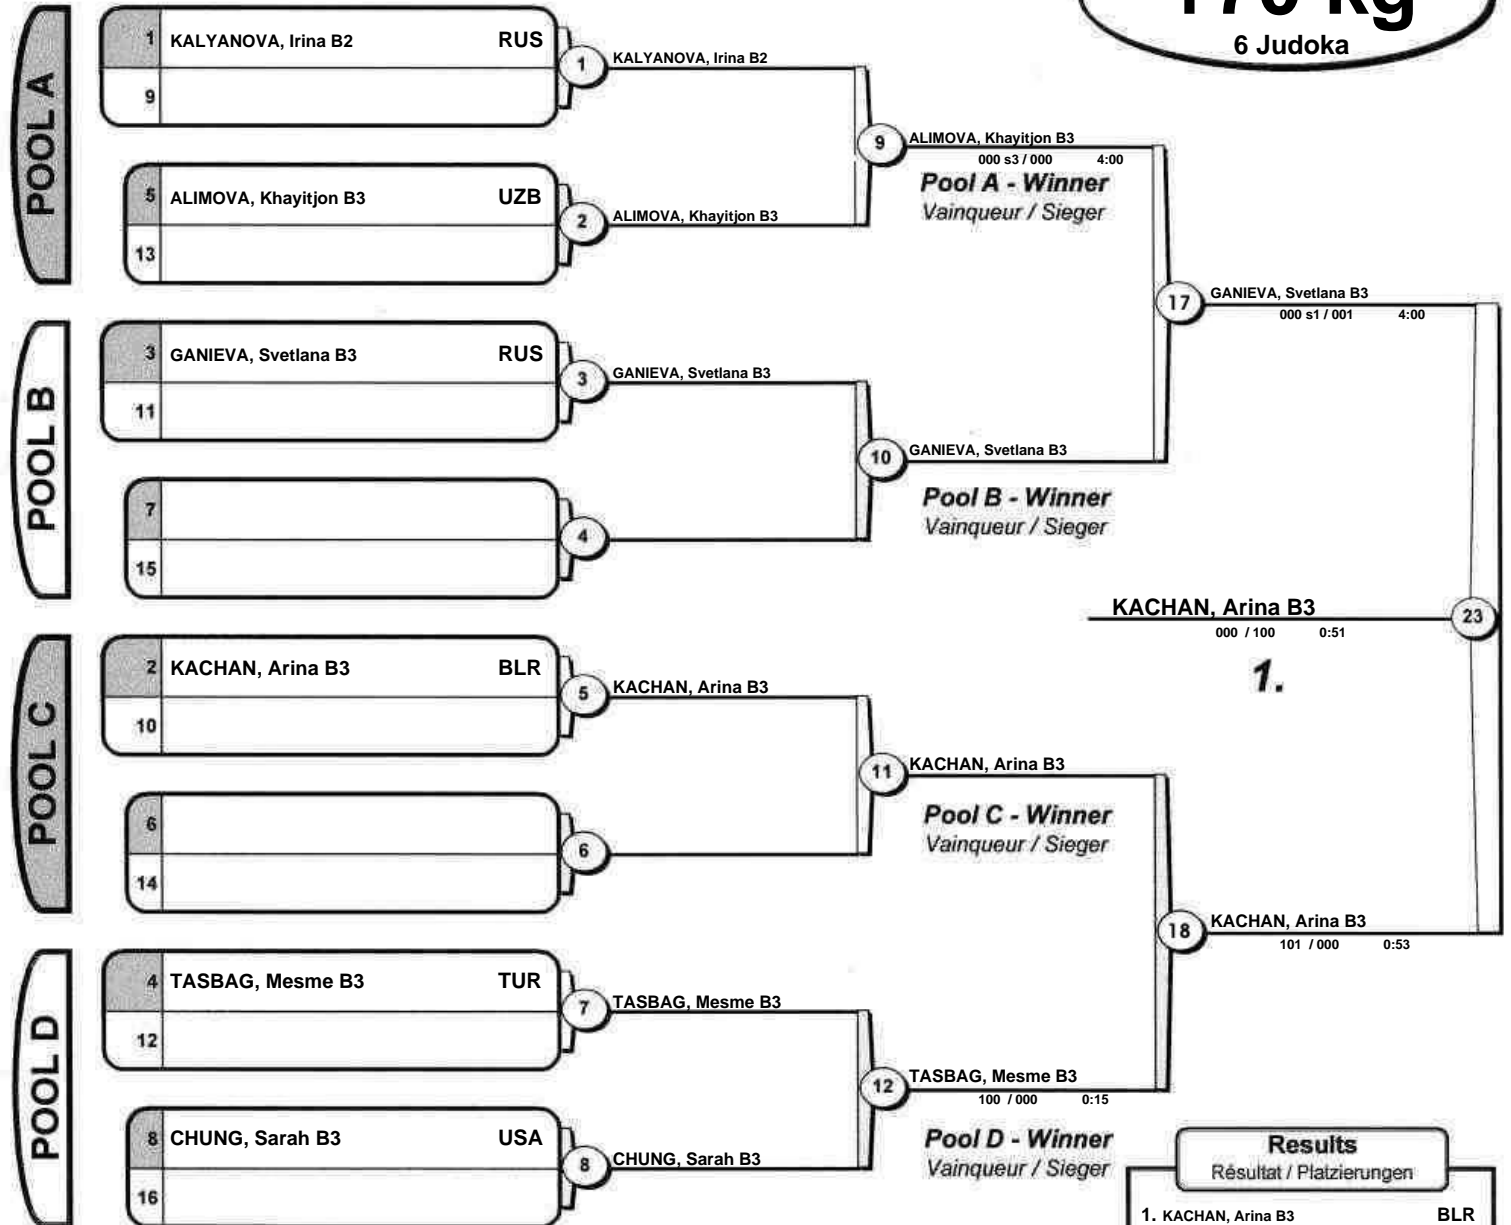 +70 kg
6 Judoka
POOL A
1 KALYANOVA, Irina B2 RUS
9
1 KALYANOVA, Irina B2
5 ALIMOVA, Khayitjon B3 UZB
13
2 ALIMOVA, Khayitjon B3
9 ALIMOVA, Khayitjon B3
000 s3 / 000 4:00
Pool A - Winner
Vainqueur / Sieger
POOL B
3 GANIEVA, Svetlana B3 RUS
11
3 GANIEVA, Svetlana B3
7
15
4
10 GANIEVA, Svetlana B3
Pool B - Winner
Vainqueur / Sieger
17 GANIEVA, Svetlana B3
000 s1 / 001 4:00
KACHAN, Arina B3 23
000 / 100 0:51
1.
POOL C
2 KACHAN, Arina B3 BLR
10
5 KACHAN, Arina B3
6
14
6
11 KACHAN, Arina B3
Pool C - Winner
Vainqueur / Sieger
18 KACHAN, Arina B3
101 / 000 0:53
POOL D
4 TASBAG, Mesme B3 TUR
12
7 TASBAG, Mesme B3
8 CHUNG, Sarah B3 USA
16
8 CHUNG, Sarah B3
12 TASBAG, Mesme B3
100 / 000 0:15
Pool D - Winner
Vainqueur / Sieger
Results
Résultat / Platzierungen
1. KACHAN, Arina B3 BLR